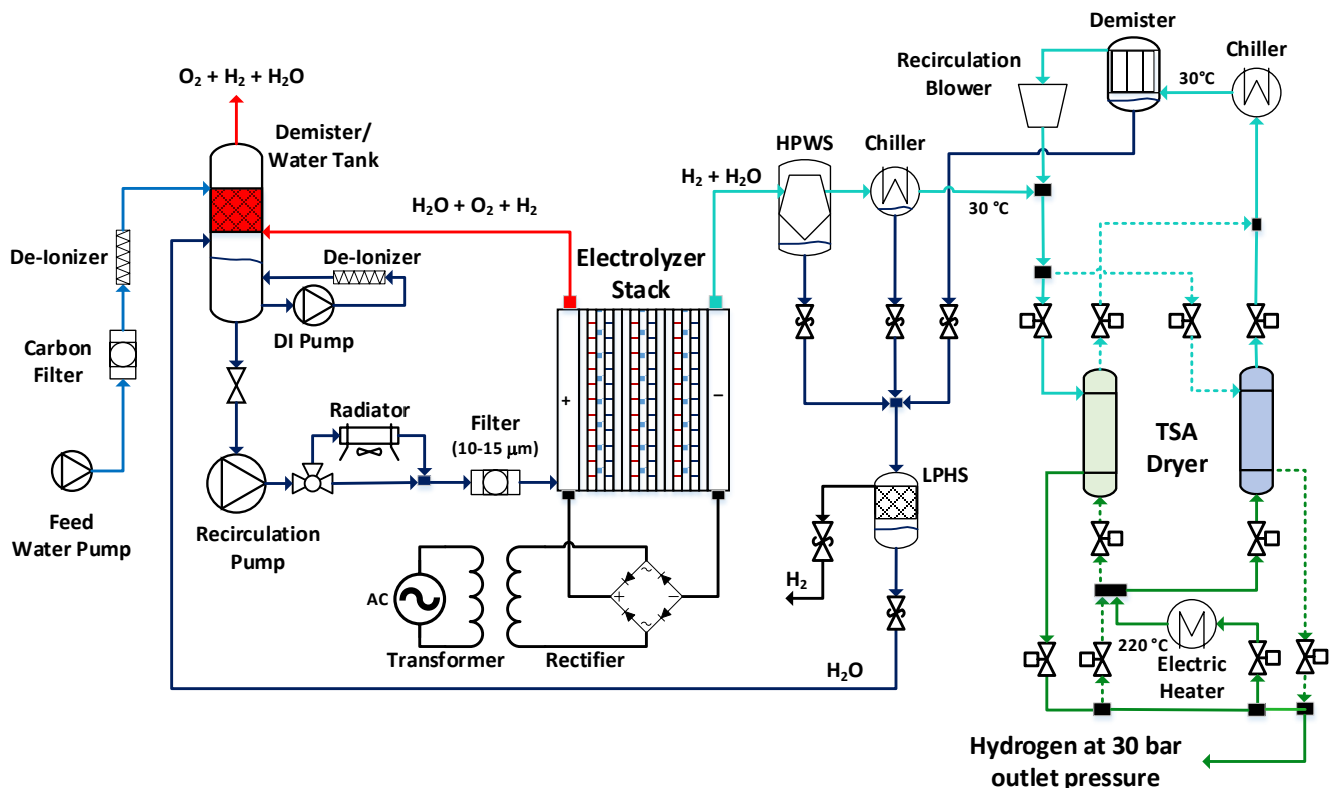 Demister
Chiller
Recirculation
Blower
30°C
O₂ + H₂ + H₂O
Demister/
Water Tank
HPWS
Chiller
H₂ + H₂O
30 °C
H₂O + O₂ + H₂
De-Ionizer
De-Ionizer
Electrolyzer
Stack
DI Pump
Carbon
Filter
Radiator
Filter
(10-15 µm)
+
−
TSA
Dryer
LPHS
Feed
Water Pump
Recirculation
Pump
AC
~
+
−
~
H₂
Transformer
Rectifier
220 °C
Electric
Heater
H₂O
Hydrogen at 30 bar
outlet pressure